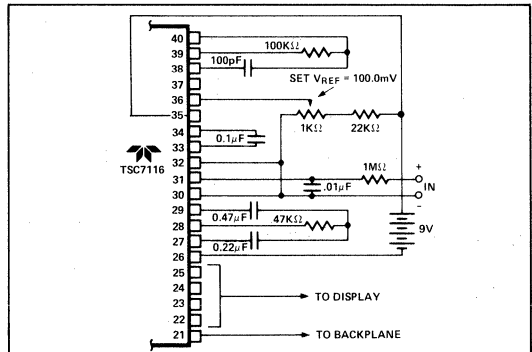 40
39
38
37
36
35
34
33
32
31
30
29
28
27
26
25
24
23
22
21
TSC7116
100KΩ
100pF
SET VREF = 100.0mV
1KΩ
22KΩ
0.1μF
1MΩ
+
IN
-
.01μF
0.47μF
.47KΩ
0.22μF
9V
TO DISPLAY
TO BACKPLANE